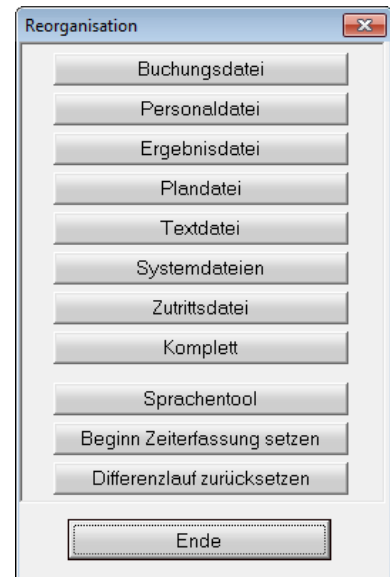 Reorganisation
Buchungsdatei
Personaldatei
Ergebnisdatei
Plandatei
Textdatei
Systemdateien
Zutrittsdatei
Komplett
Sprachentool
Beginn Zeiterfassung setzen
Differenzlauf zurücksetzen
Ende